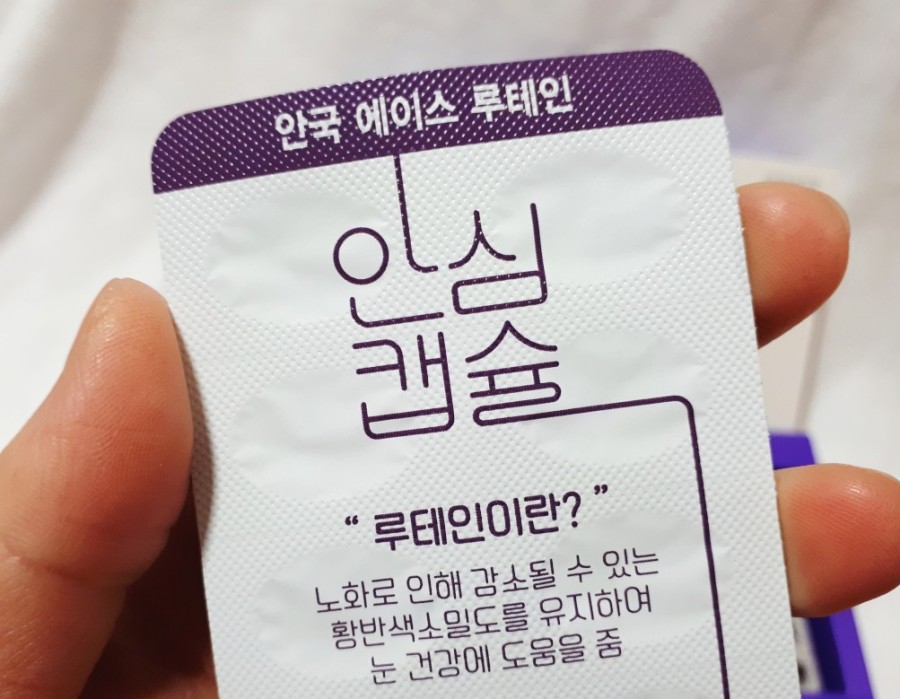 안국 에이스 루테인
안심
캡슐
“ 루테인이란? ”
노화로 인해 감소될 수 있는
황반색소밀도를 유지하여
눈 건강에 도움을 줌